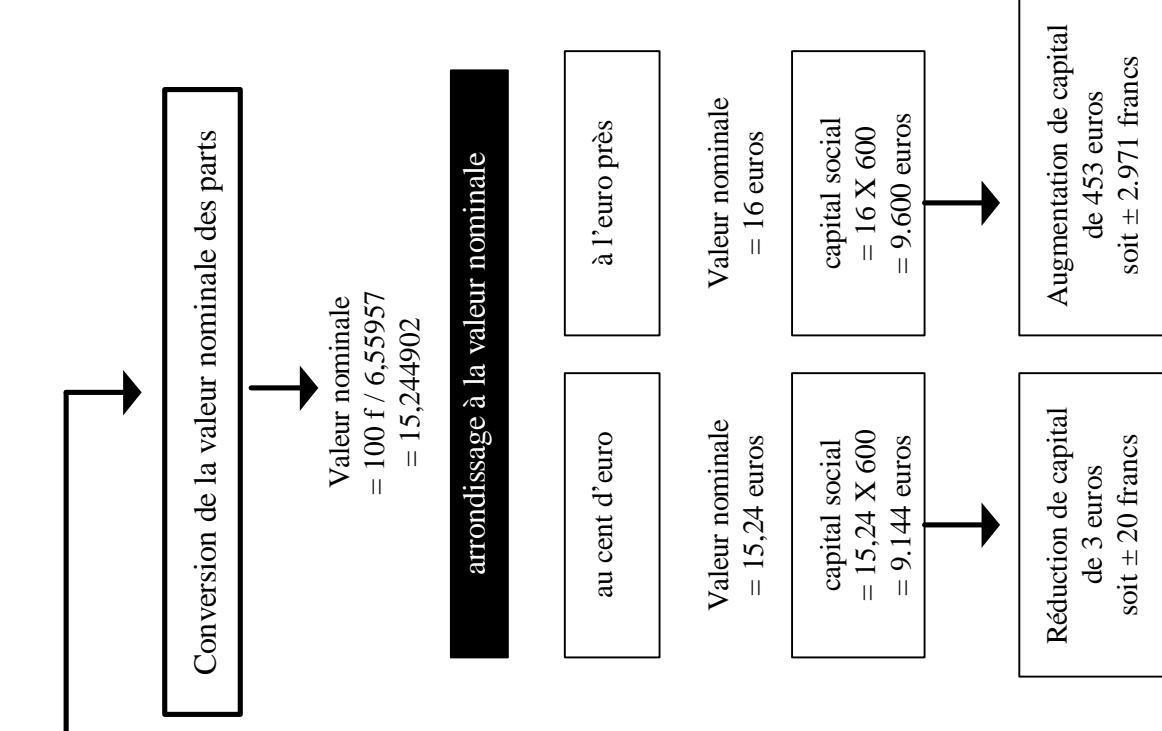 Conversion de la valeur nominale des parts
Valeur nominale
= 100 f / 6,55957
= 15,244902
arrondissage à la valeur nominale
au cent d'euro
Valeur nominale
= 15,24 euros
capital social
= 15,24 X 600
= 9.144 euros
Réduction de capital
de 3 euros
soit ± 20 francs
à l'euro près
Valeur nominale
= 16 euros
capital social
= 16 X 600
= 9.600 euros
Augmentation de capital
de 453 euros
soit ± 2.971 francs